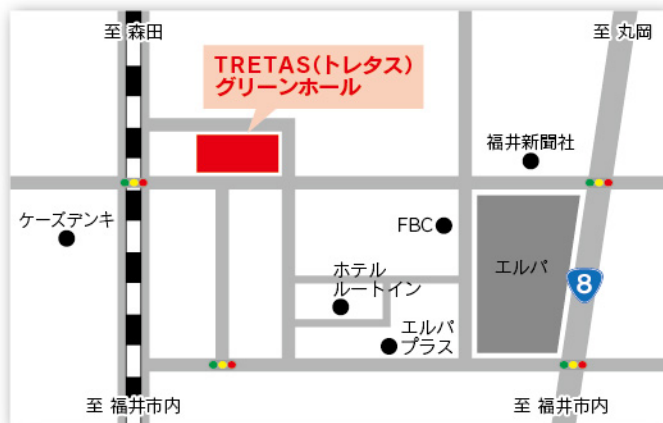 至 森田
至 丸岡
TRETAS(トレタス)
グリーンホール
福井新聞社
ケーズデンキ
FBC
エルパ
ホテル
ルートイン
8
エルパ
プラス
至 福井市内
至 福井市内